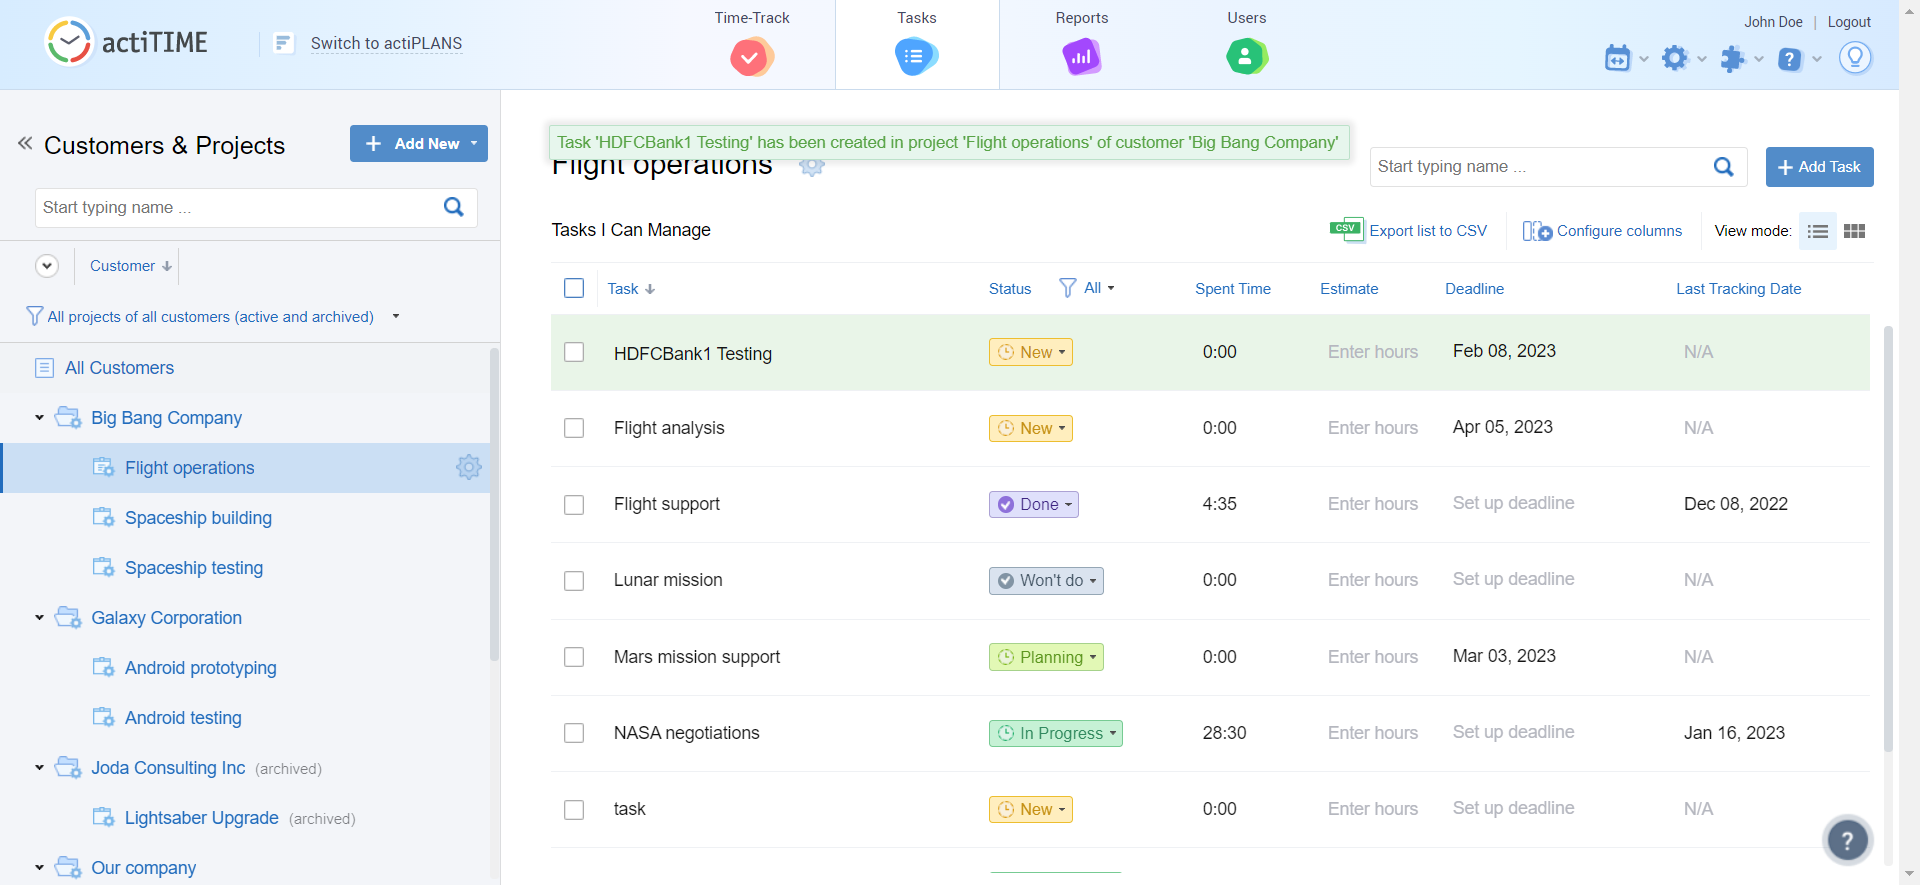 actiTIME
Switch to actiPLANS
Time-Track
Tasks
Reports
Users
John Doe | Logout
Customers & Projects
Add New
Start typing name ...
Customer
All projects of all customers (active and archived)
All Customers
Big Bang Company
Flight operations
Spaceship building
Spaceship testing
Galaxy Corporation
Android prototyping
Android testing
Joda Consulting Inc (archived)
Lightsaber Upgrade (archived)
Our company
Task 'HDFCBank1 Testing' has been created in project 'Flight operations' of customer 'Big Bang Company'
Flight operations
Start typing name ...
Add Task
Tasks I Can Manage
CSV Export list to CSV
Configure columns
View mode:
Task Status All Spent Time Estimate Deadline Last Tracking Date
HDFCBank1 Testing New 0:00 Enter hours Feb 08, 2023 N/A
Flight analysis New 0:00 Enter hours Apr 05, 2023 N/A
Flight support Done 4:35 Enter hours Set up deadline Dec 08, 2022
Lunar mission Won't do 0:00 Enter hours Set up deadline N/A
Mars mission support Planning 0:00 Enter hours Mar 03, 2023 N/A
NASA negotiations In Progress 28:30 Enter hours Set up deadline Jan 16, 2023
task New 0:00 Enter hours Set up deadline N/A
?